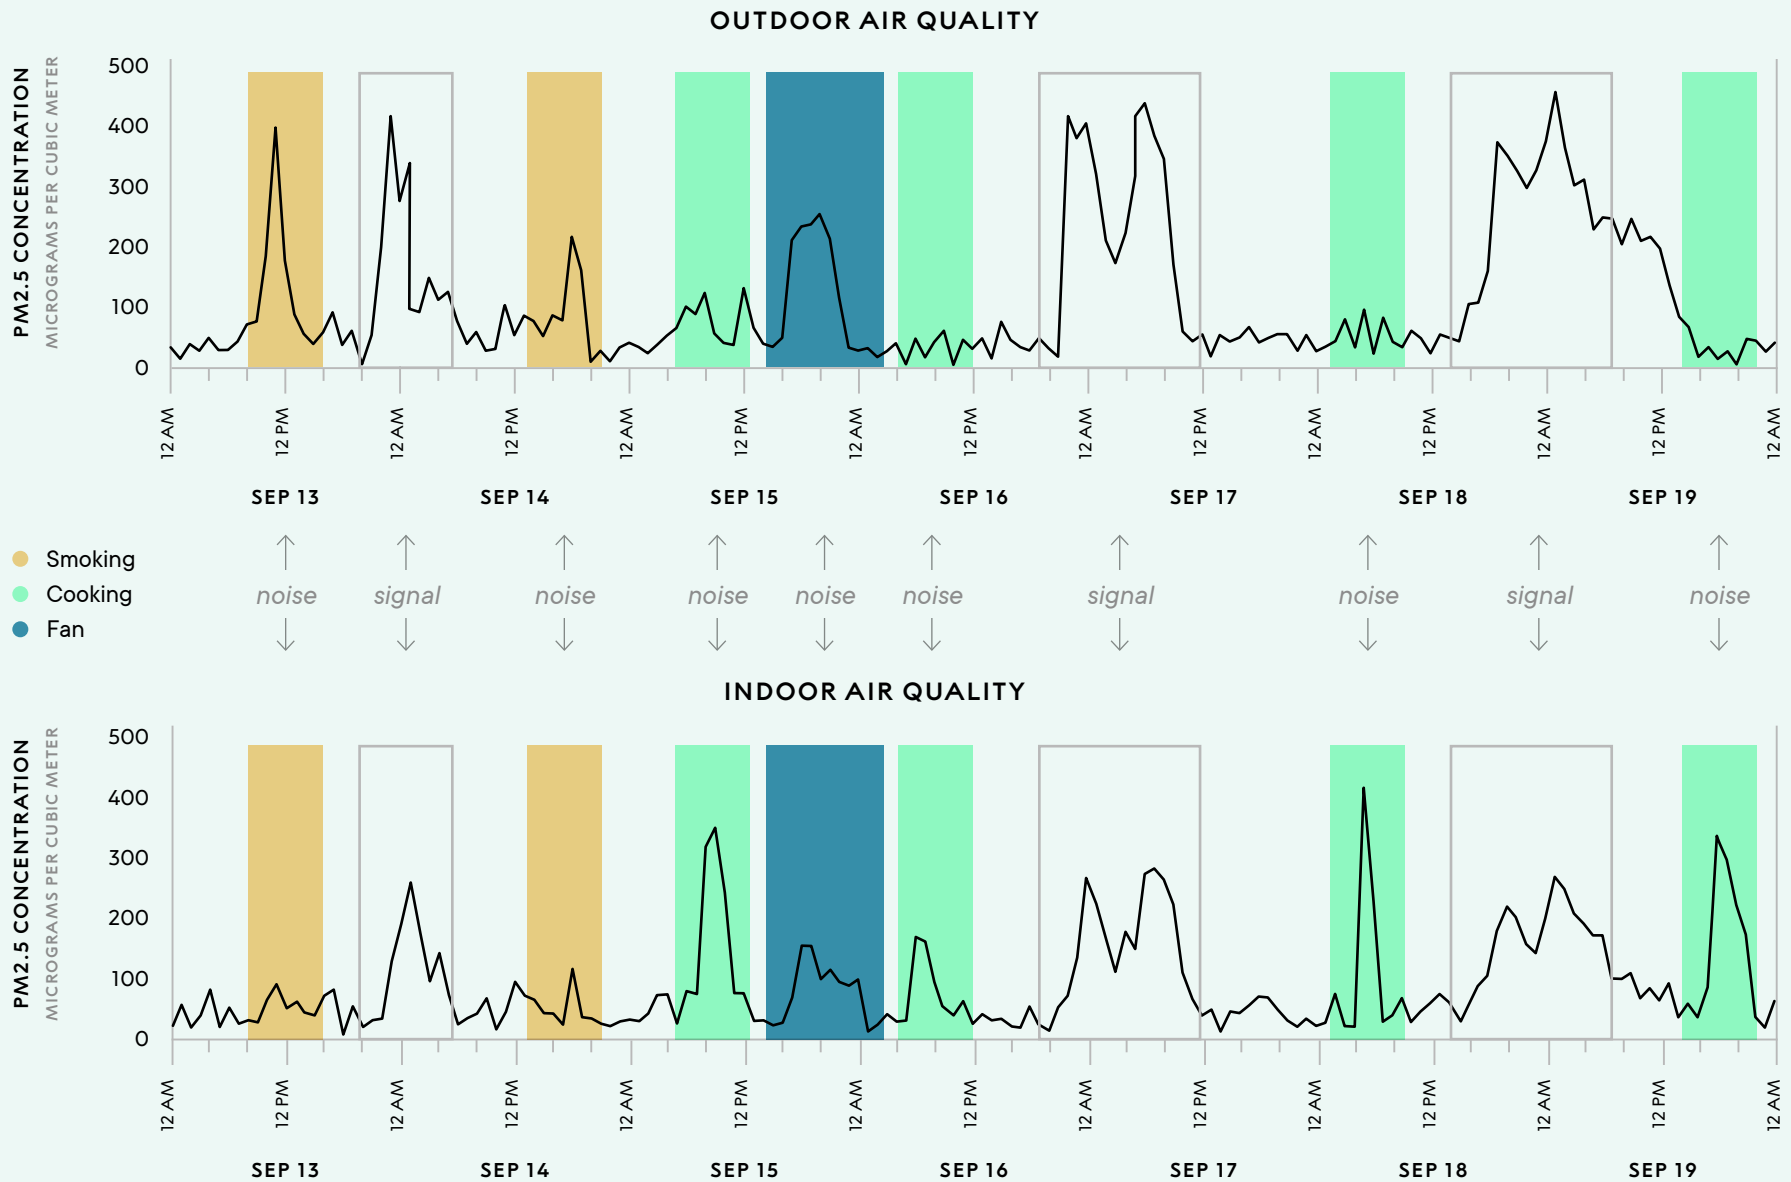 OUTDOOR AIR QUALITY
PM2.5 CONCENTRATION
MICROGRAMS PER CUBIC METER
500
400
300
200
100
0
12 AM
12 PM
12 AM
12 PM
12 AM
12 PM
12 AM
12 PM
12 AM
12 PM
12 AM
12 PM
12 AM
12 PM
12 AM
SEP 13
SEP 14
SEP 15
SEP 16
SEP 17
SEP 18
SEP 19
Smoking
Cooking
Fan
noise
signal
noise
noise
noise
noise
signal
noise
signal
noise
INDOOR AIR QUALITY
PM2.5 CONCENTRATION
MICROGRAMS PER CUBIC METER
500
400
300
200
100
0
12 AM
12 PM
12 AM
12 PM
12 AM
12 PM
12 AM
12 PM
12 AM
12 PM
12 AM
12 PM
12 AM
12 PM
12 AM
SEP 13
SEP 14
SEP 15
SEP 16
SEP 17
SEP 18
SEP 19